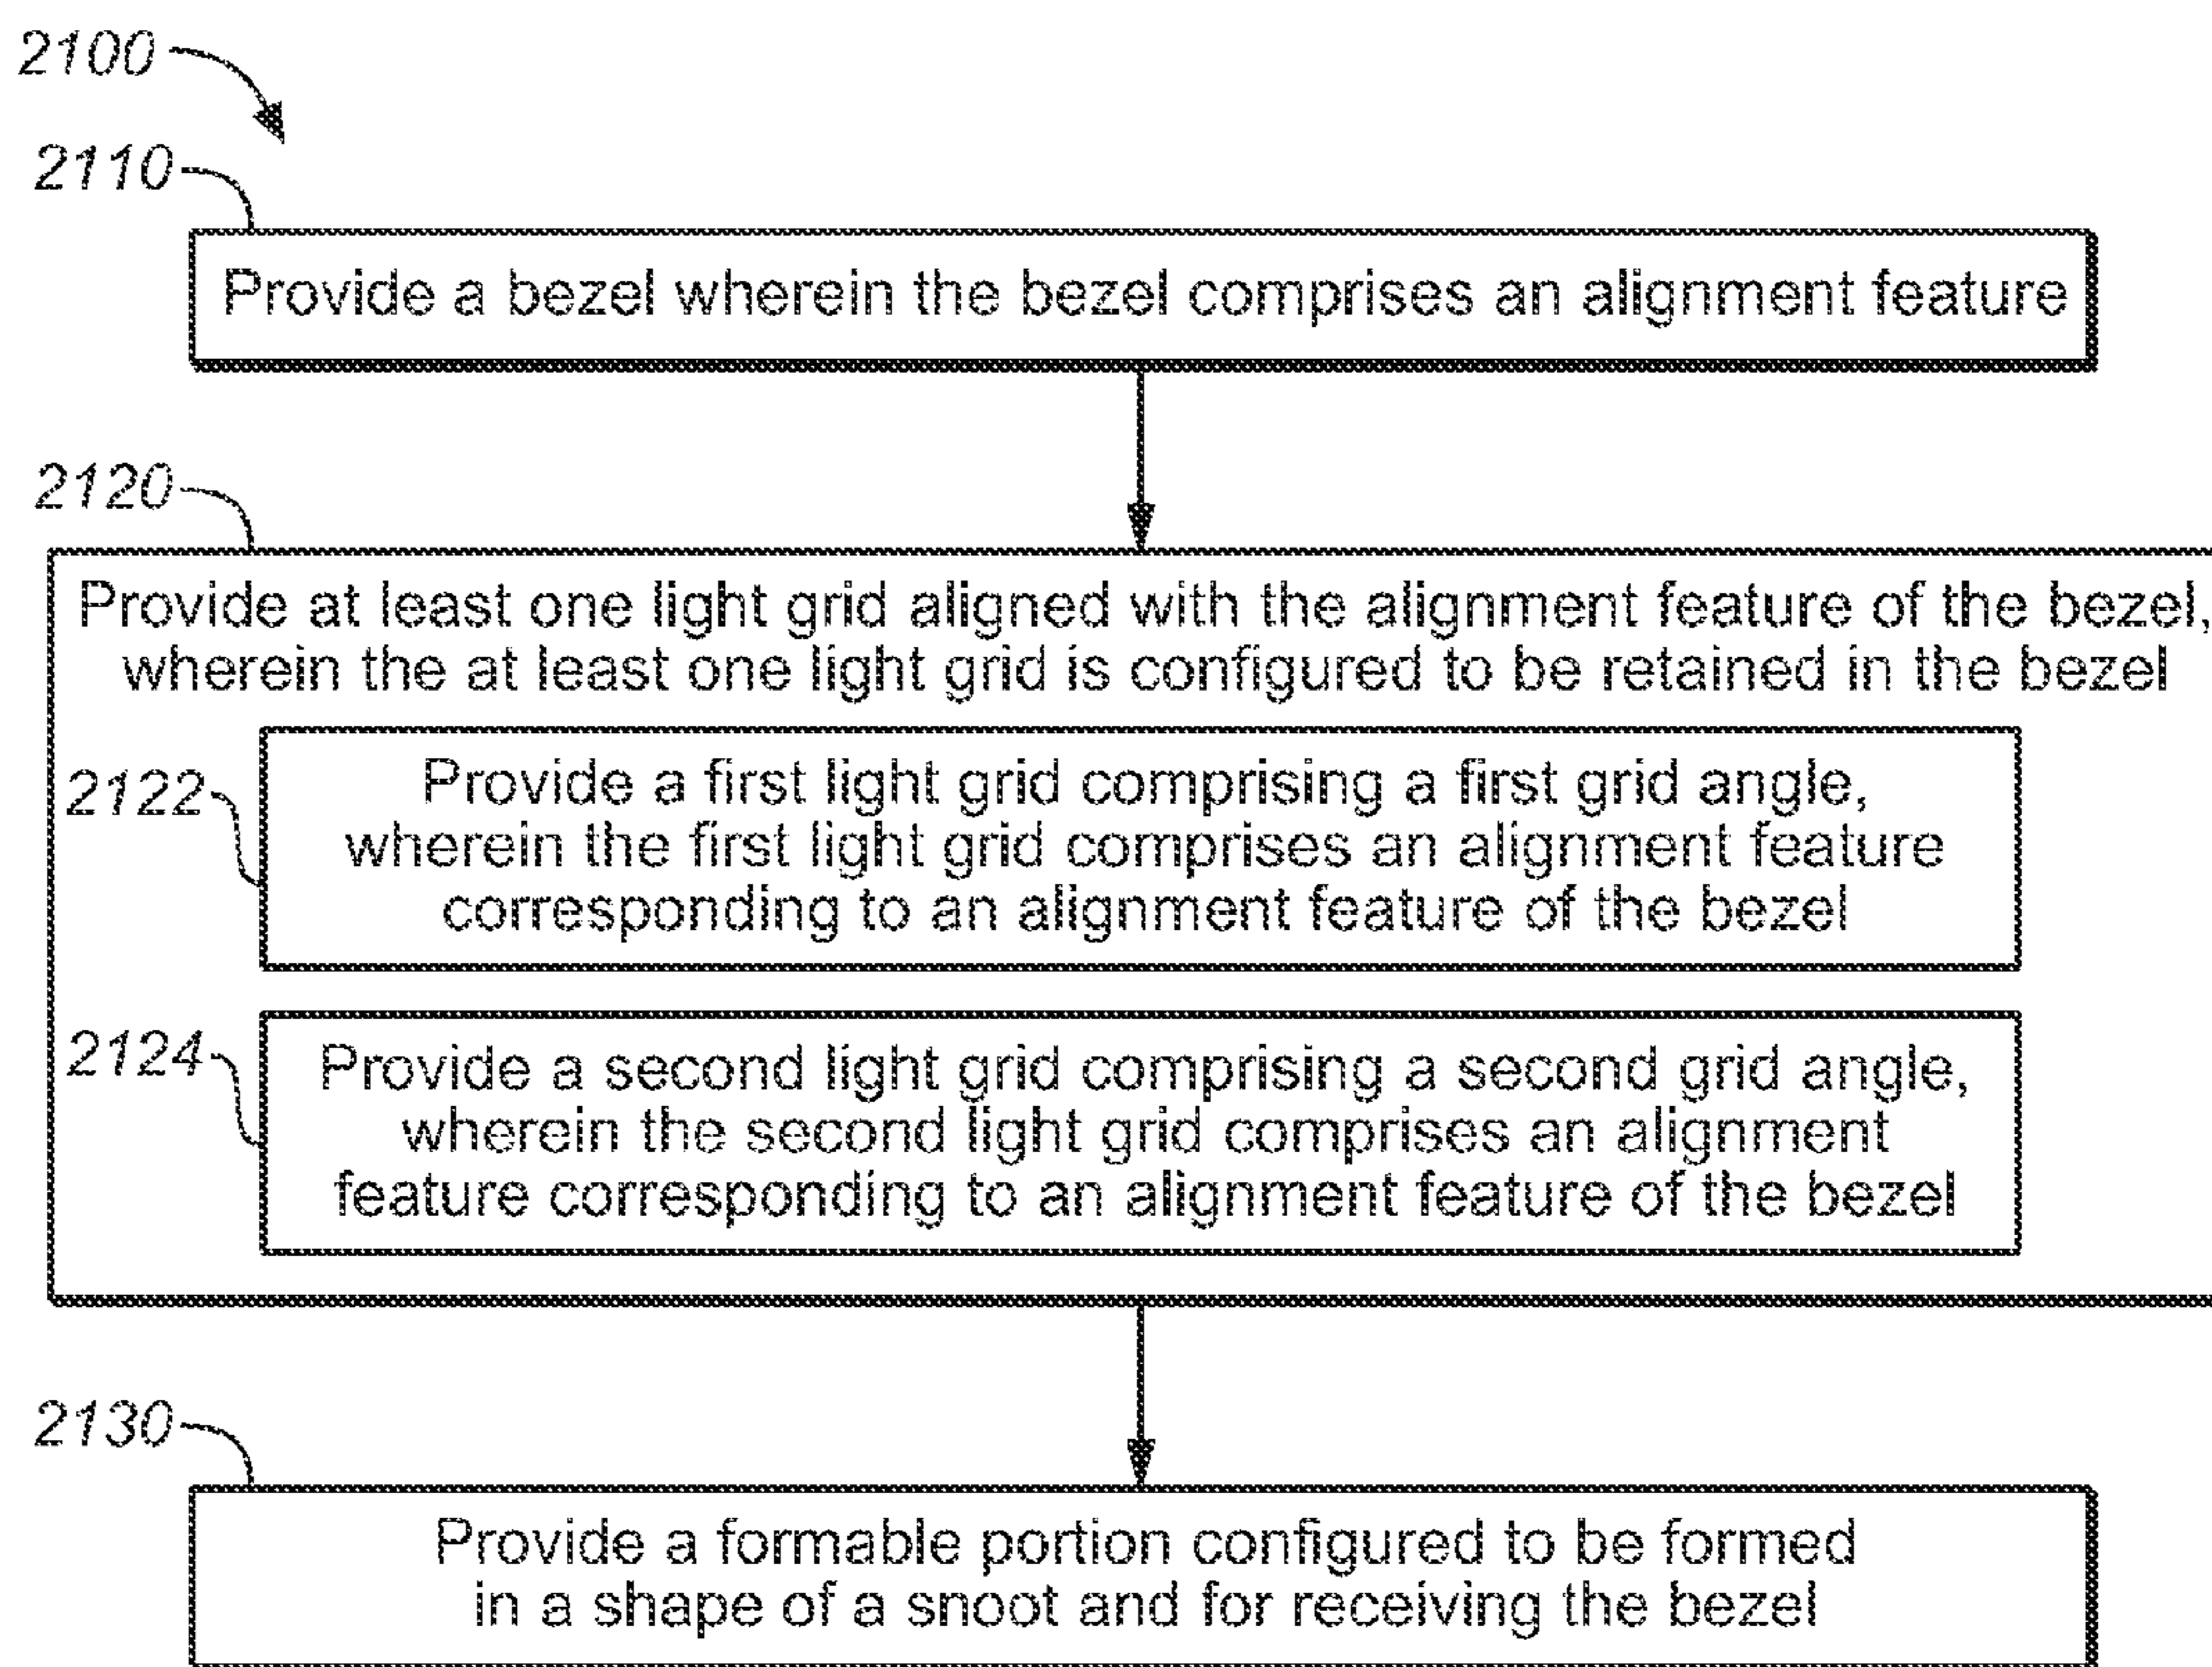 2100
2110
Provide a bezel wherein the bezel comprises an alignment feature
2120
Provide at least one light grid aligned with the alignment feature of the bezel,
wherein the at least one light grid is configured to be retained in the bezel
2122
Provide a first light grid comprising a first grid angle,
wherein the first light grid comprises an alignment feature
corresponding to an alignment feature of the bezel
2124
Provide a second light grid comprising a second grid angle,
wherein the second light grid comprises an alignment
feature corresponding to an alignment feature of the bezel
2130
Provide a formable portion configured to be formed
in a shape of a snoot and for receiving the bezel